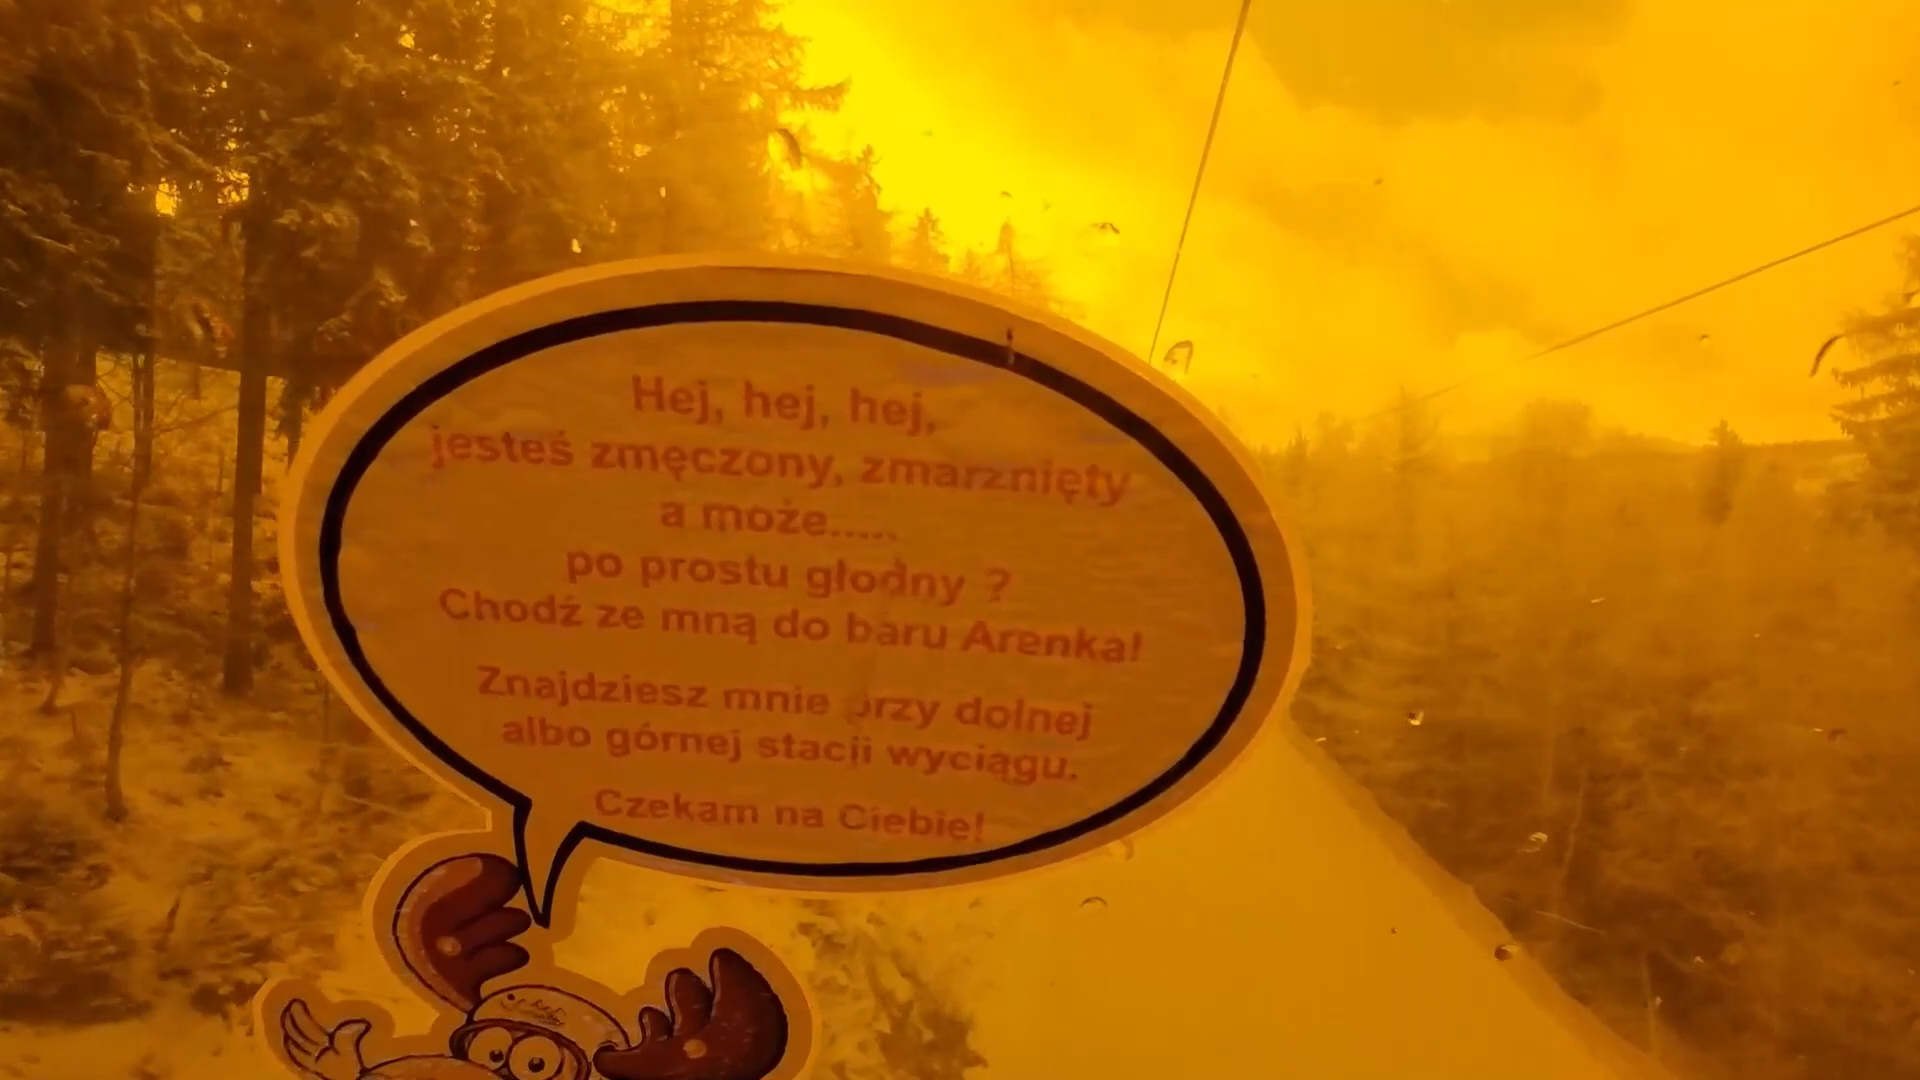 Hej, hej, hej,
jesteś zmęczony, zmarznięty
a może.....
po prostu głodny ?
Chodź ze mną do baru Arenka!
Znajdziesz mnie przy dolnej
albo górnej stacji wyciągu.
Czekam na Ciebie!